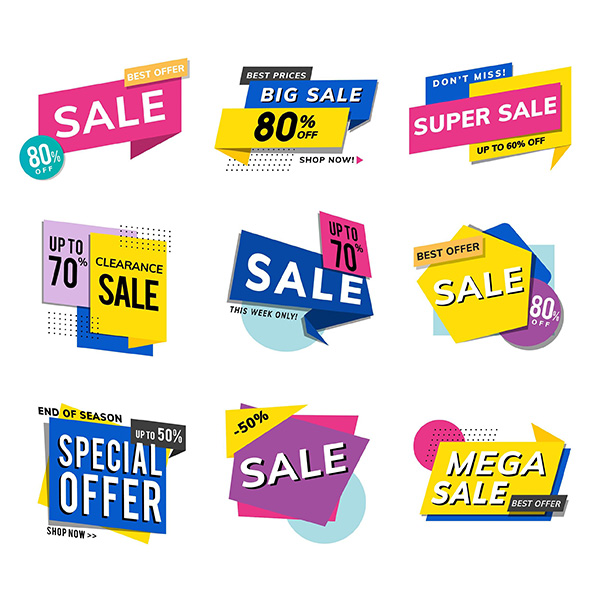 BEST OFFER
SALE
80%
OFF
BEST PRICES
BIG SALE
80%
OFF
SHOP NOW!
DON'T MISS!
SUPER SALE
UP TO 60% OFF
UP TO
70%
CLEARANCE
SALE
UP TO
70%
SALE
THIS WEEK ONLY!
BEST OFFER
SALE
80%
OFF
END OF SEASON
UP TO 50%
SPECIAL
OFFER
SHOP NOW >>
-50%
SALE
MEGA
SALE
BEST OFFER